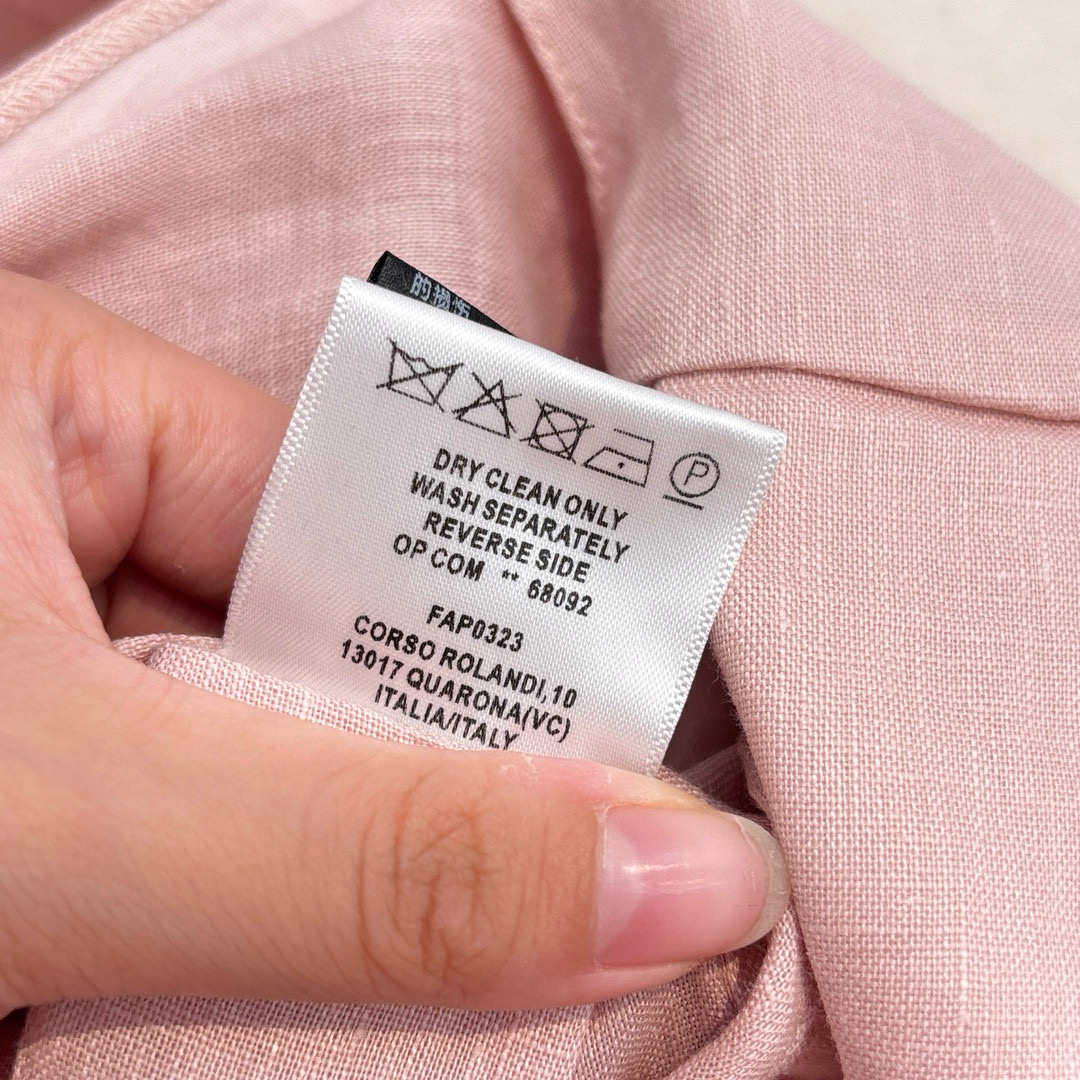 的
P
DRY CLEAN ONLY
WASH SEPARATELY
REVERSE SIDE
OP COM ** 68092
FAP0323
CORSO ROLANDI,10
13017 QUARONA(VC)
ITALIA/ITALY